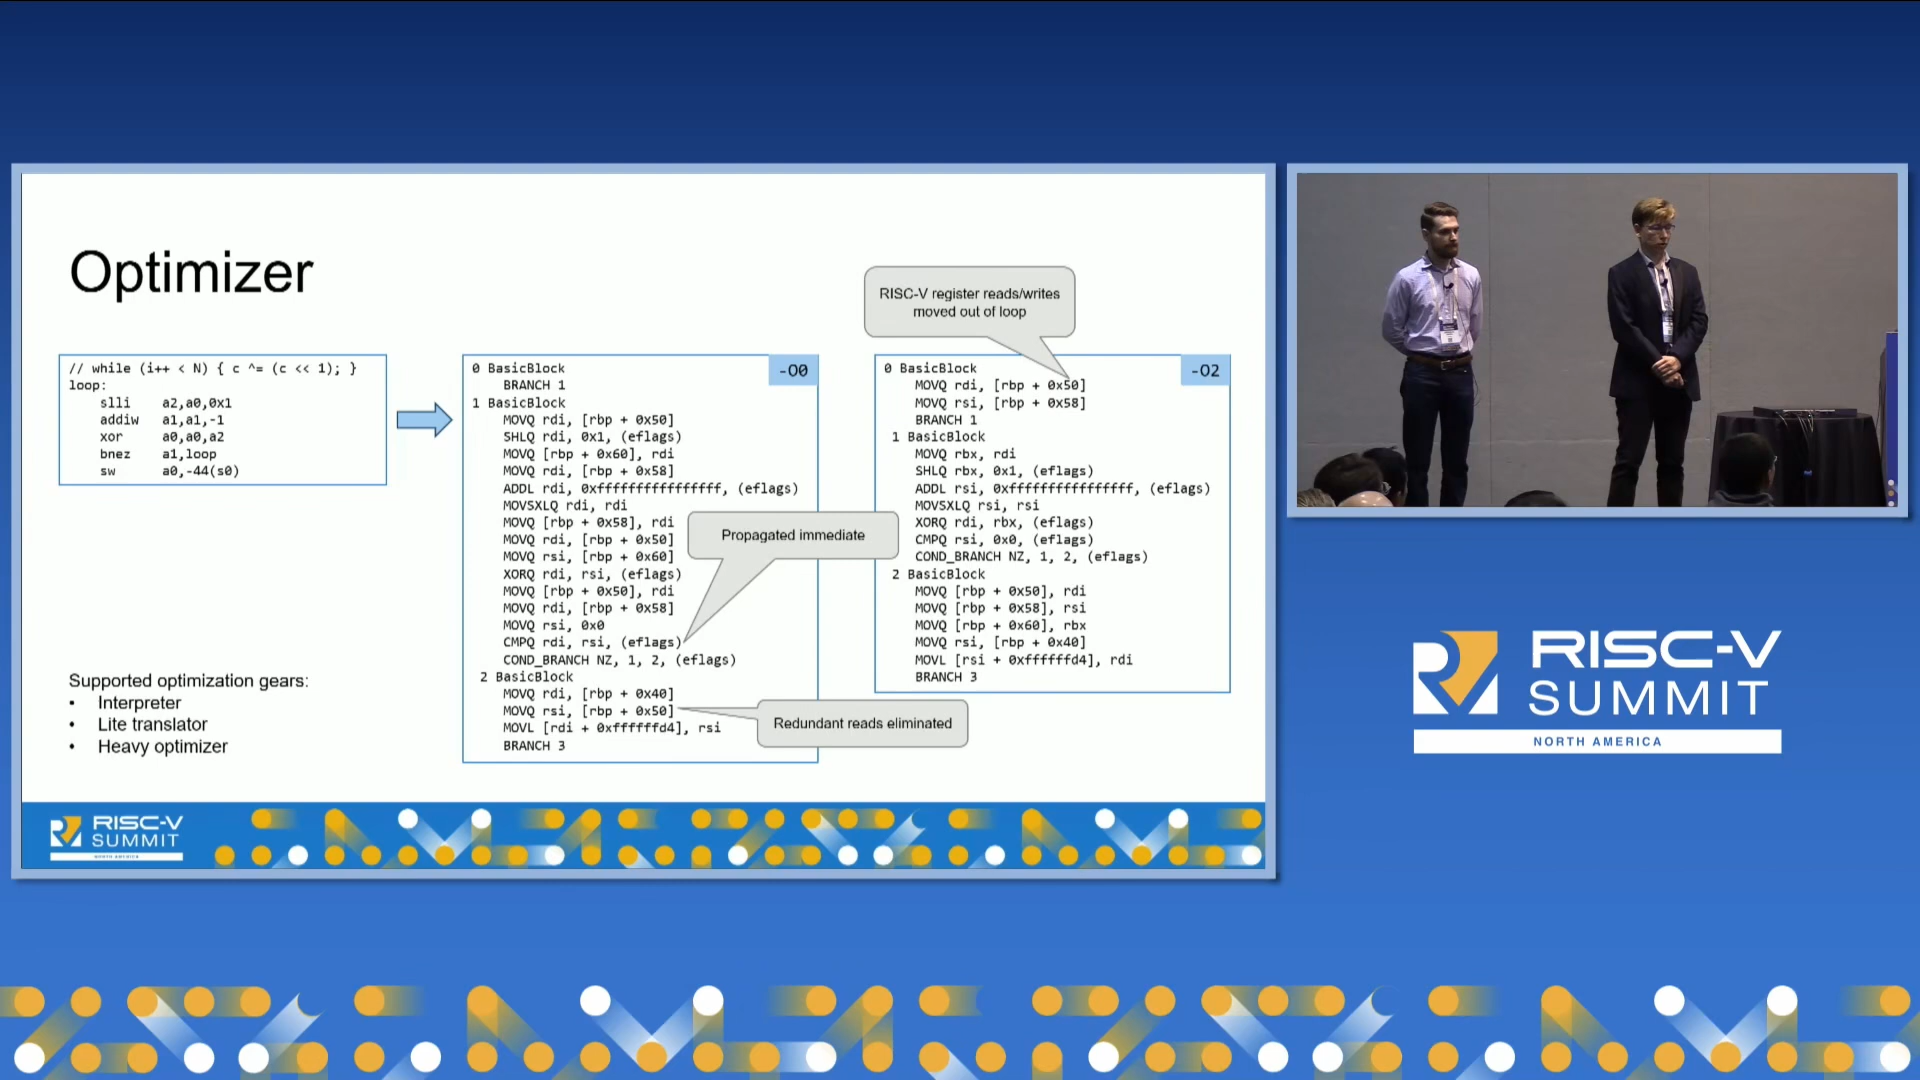 Optimizer
// while (i++ < N) { c ^= (c << 1); }
loop:
slli a2,a0,0x1
addiw a1,a1,-1
xor a0,a0,a2
bnez a1,loop
sw a0,-44(s0)
Supported optimization gears:
• Interpreter
• Lite translator
• Heavy optimizer
-O0
0 BasicBlock
BRANCH 1
1 BasicBlock
MOVQ rdi, [rbp + 0x50]
SHLQ rdi, 0x1, (eflags)
MOVQ [rbp + 0x60], rdi
MOVQ rdi, [rbp + 0x58]
ADDL rdi, 0xffffffffffffffff, (eflags)
MOVSXLQ rdi, rdi
MOVQ [rbp + 0x58], rdi
MOVQ rdi, [rbp + 0x50]
MOVQ rsi, [rbp + 0x60]
XORQ rdi, rsi, (eflags)
MOVQ [rbp + 0x50], rdi
MOVQ rdi, [rbp + 0x58]
MOVQ rsi, 0x0
CMPQ rdi, rsi, (eflags)
COND_BRANCH NZ, 1, 2, (eflags)
2 BasicBlock
MOVQ rdi, [rbp + 0x40]
MOVQ rsi, [rbp + 0x50]
MOVL [rdi + 0xffffffd4], rsi
BRANCH 3
Propagated immediate
Redundant reads eliminated
RISC-V register reads/writes
moved out of loop
-O2
0 BasicBlock
MOVQ rdi, [rbp + 0x50]
MOVQ rsi, [rbp + 0x58]
BRANCH 1
1 BasicBlock
MOVQ rbx, rdi
SHLQ rbx, 0x1, (eflags)
ADDL rsi, 0xffffffffffffffff, (eflags)
MOVSXLQ rsi, rsi
XORQ rdi, rbx, (eflags)
CMPQ rsi, 0x0, (eflags)
COND_BRANCH NZ, 1, 2, (eflags)
2 BasicBlock
MOVQ [rbp + 0x50], rdi
MOVQ [rbp + 0x58], rsi
MOVQ [rbp + 0x60], rbx
MOVQ rsi, [rbp + 0x40]
MOVL [rsi + 0xffffffd4], rdi
BRANCH 3
RISC-V
SUMMIT
NORTH AMERICA
RISC-V
SUMMIT
NORTH AMERICA